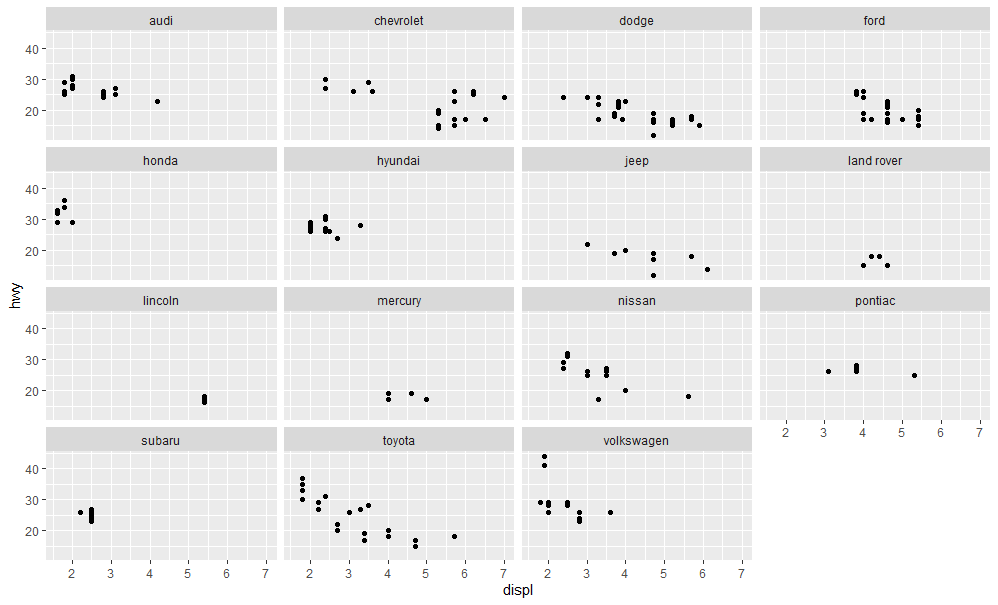 audi chevrolet dodge ford
40
30
20
honda hyundai jeep land rover
40
30
20
hwy
lincoln mercury nissan pontiac
40
30
20
2 3 4 5 6 7
subaru toyota volkswagen
40
30
20
2 3 4 5 6 7 2 3 4 5 6 7 2 3 4 5 6 7
displ